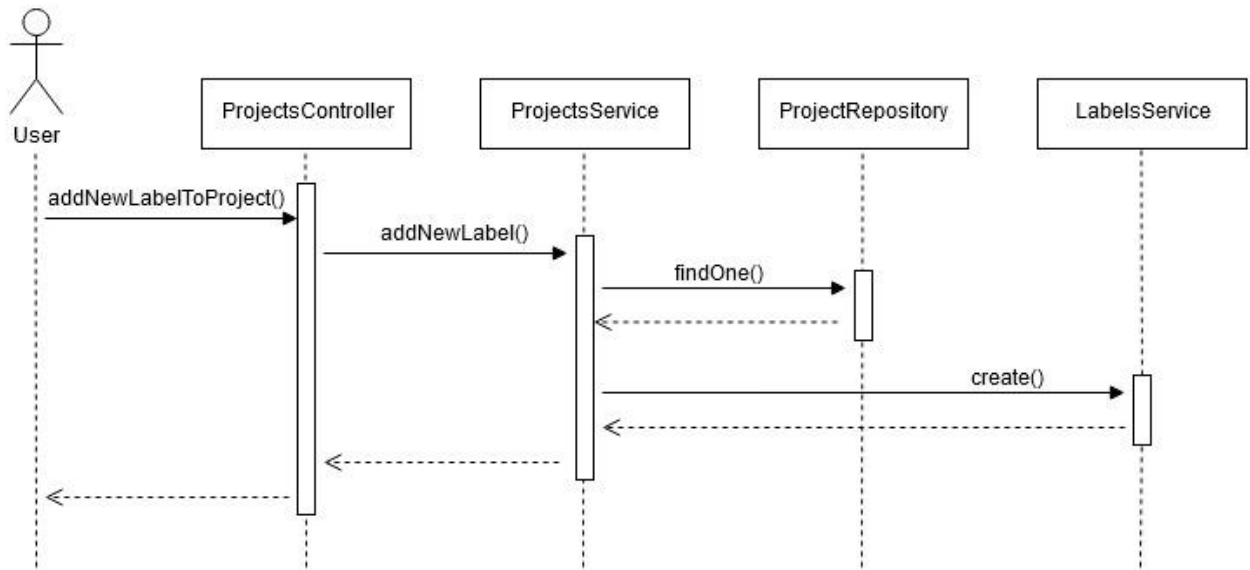 User
ProjectsController
ProjectsService
ProjectRepository
LabelsService
addNewLabelToProject()
addNewLabel()
findOne()
create()